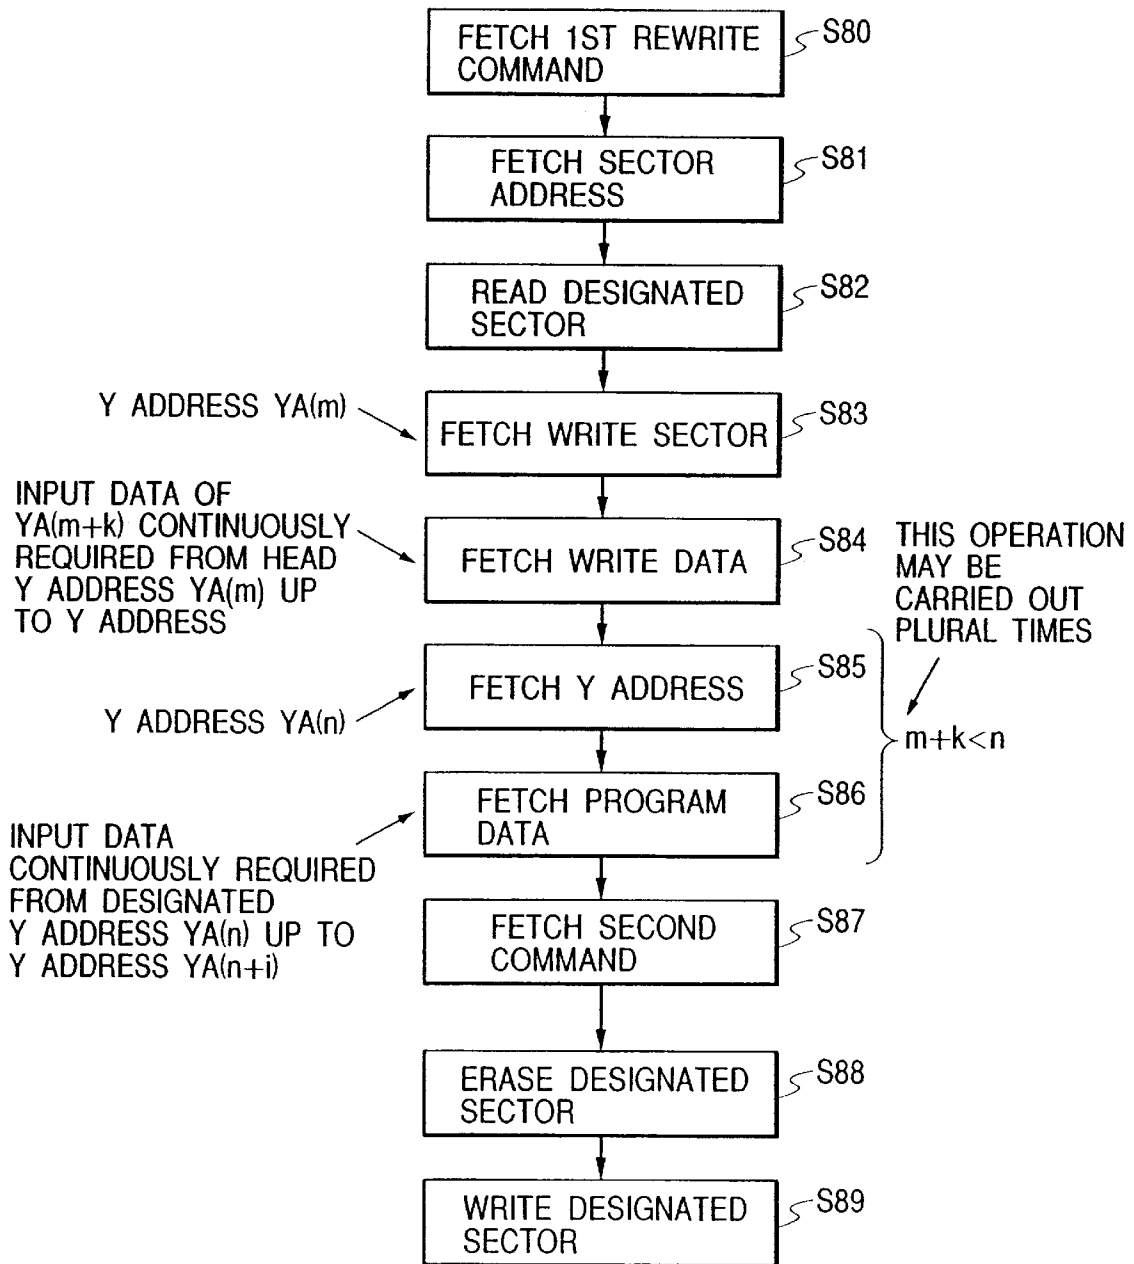 FETCH 1ST REWRITE
COMMAND
S80
FETCH SECTOR
ADDRESS
S81
READ DESIGNATED
SECTOR
S82
Y ADDRESS YA(m)
FETCH WRITE SECTOR
S83
INPUT DATA OF
YA(m+k) CONTINUOUSLY
REQUIRED FROM HEAD
Y ADDRESS YA(m) UP
TO Y ADDRESS
FETCH WRITE DATA
S84
THIS OPERATION
MAY BE
CARRIED OUT
PLURAL TIMES
Y ADDRESS YA(n)
FETCH Y ADDRESS
S85
m+k<n
INPUT DATA
CONTINUOUSLY REQUIRED
FROM DESIGNATED
Y ADDRESS YA(n) UP TO
Y ADDRESS YA(n+i)
FETCH PROGRAM
DATA
S86
FETCH SECOND
COMMAND
S87
ERASE DESIGNATED
SECTOR
S88
WRITE DESIGNATED
SECTOR
S89